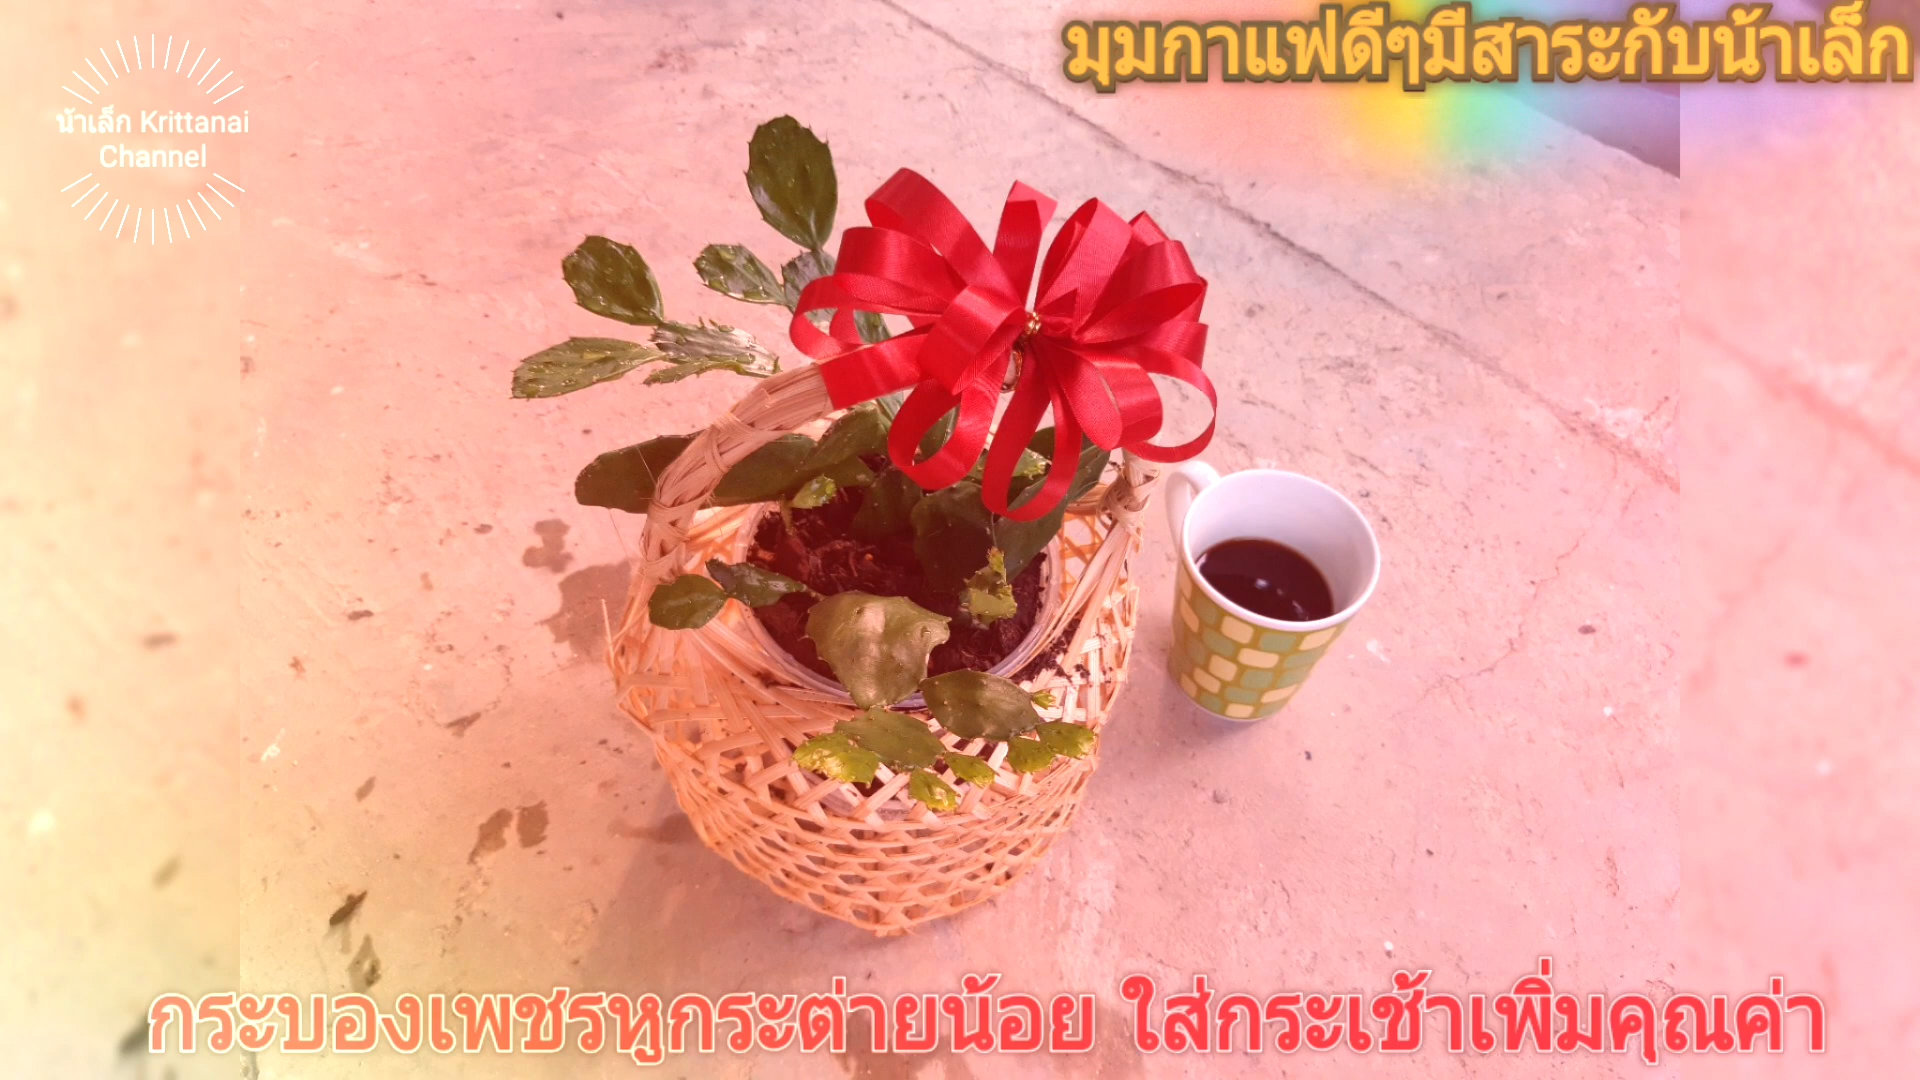 มุมกาแฟดีๆมีสาระกับน้าเล็ก
น้าเล็ก Krittanai
Channel
กระบองเพชรหูกระต่ายน้อย ใส่กระเช้าเพิ่มคุณค่า